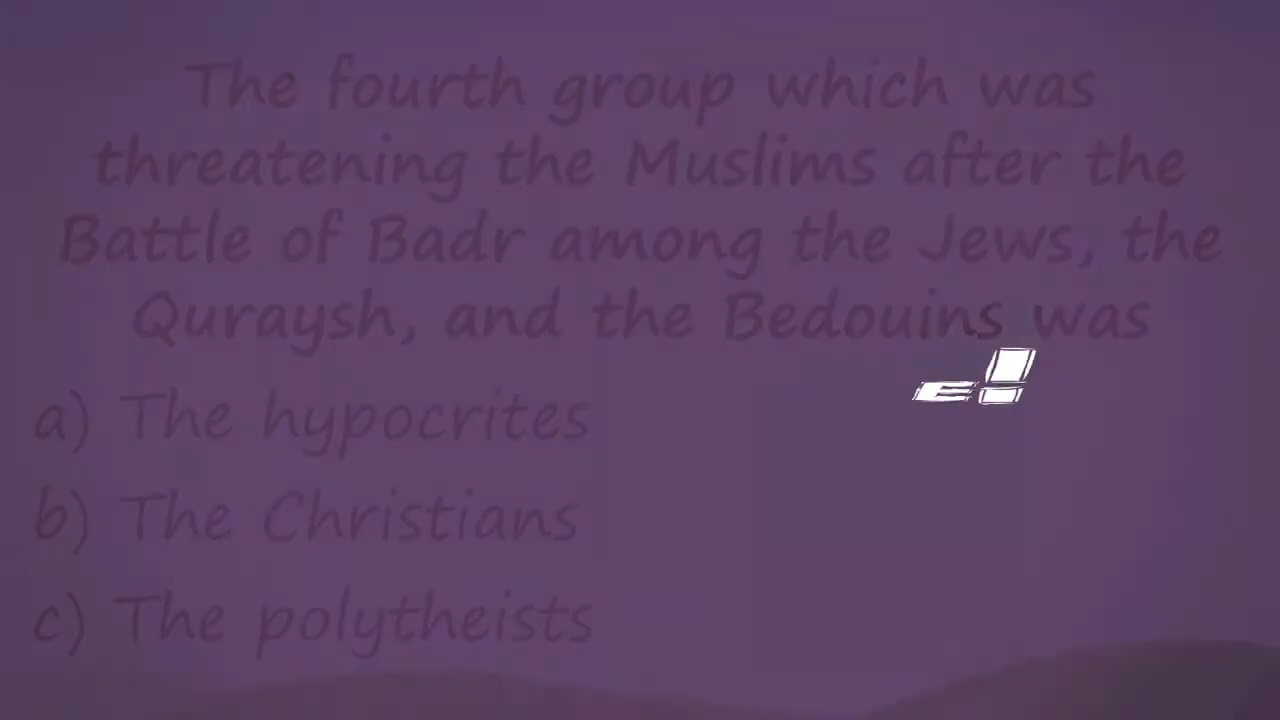 The fourth group which was
threatening the Muslims after the
Battle of Badr among the Jews, the
Quraysh, and the Bedouins was
a) The hypocrites
b) The Christians
c) The polytheists